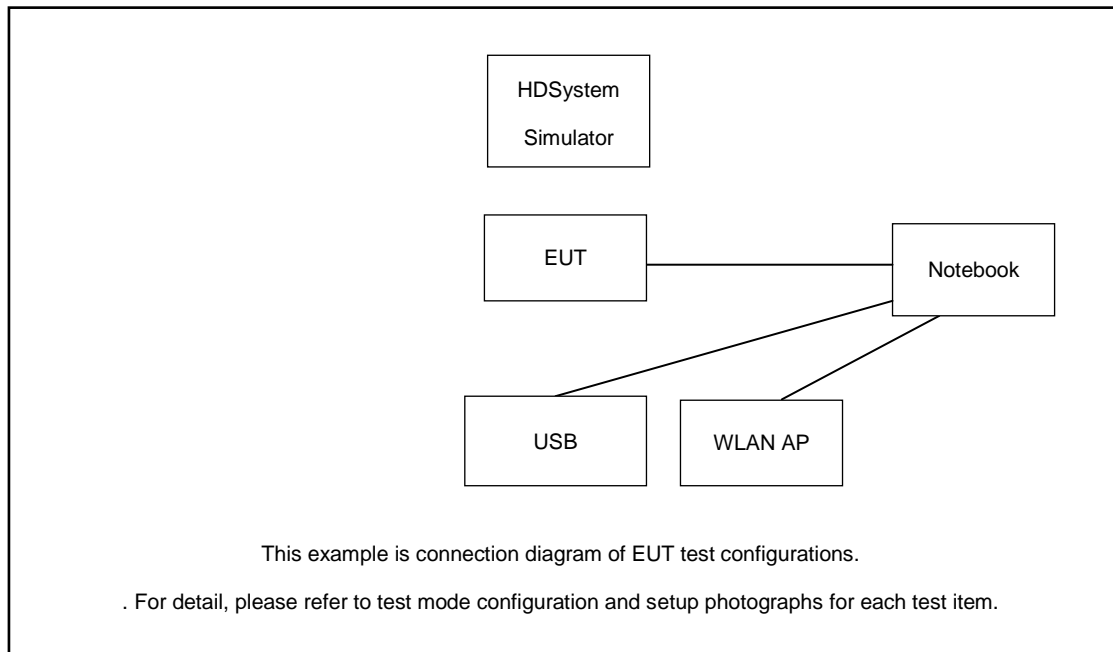 HDSystem
Simulator
EUT
Notebook
USB
WLAN AP
This example is connection diagram of EUT test configurations.
. For detail, please refer to test mode configuration and setup photographs for each test item.